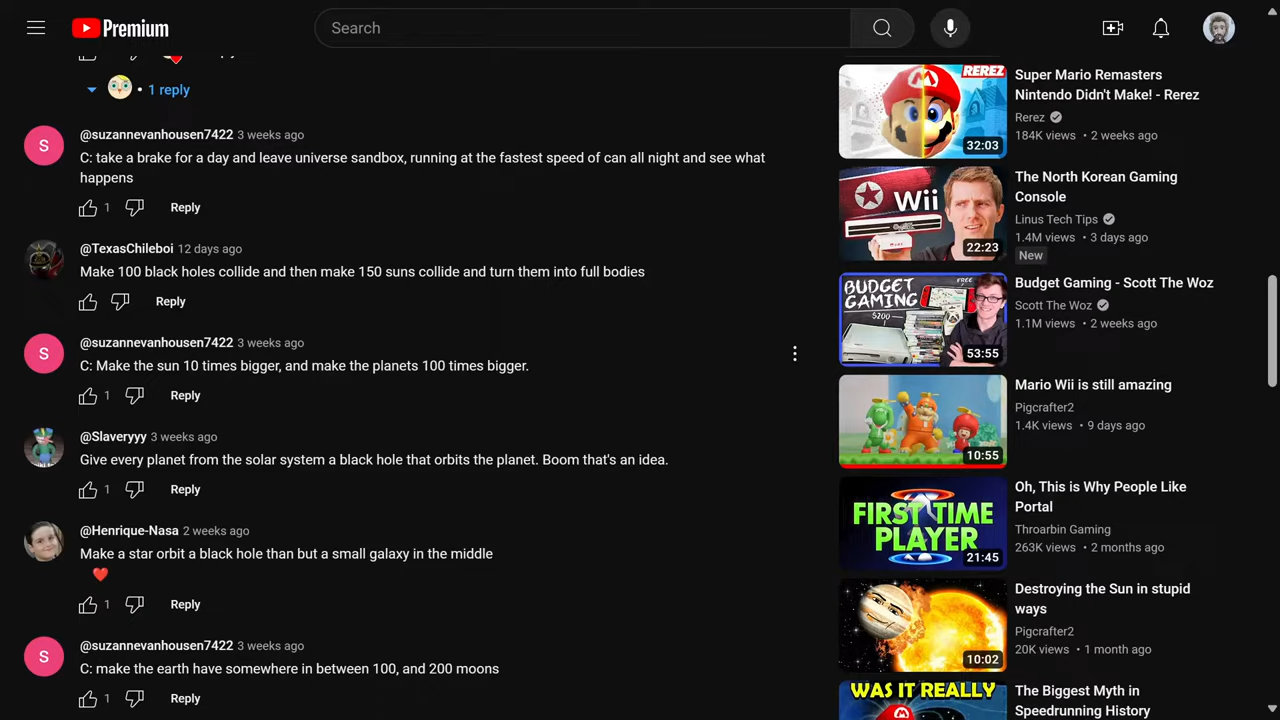 Premium
Search
1 reply
@suzannevanhousen7422 3 weeks ago
C: take a brake for a day and leave universe sandbox, running at the fastest speed of can all night and see what
happens
1
Reply
@TexasChileboi 12 days ago
Make 100 black holes collide and then make 150 suns collide and turn them into full bodies
Reply
S
@suzannevanhousen7422 3 weeks ago
C: Make the sun 10 times bigger, and make the planets 100 times bigger.
1
Reply
@Slaveryyy 3 weeks ago
Give every planet from the solar system a black hole that orbits the planet. Boom that's an idea.
1
Reply
@Henrique-Nasa 2 weeks ago
Make a star orbit a black hole than but a small galaxy in the middle
1
Reply
S
@suzannevanhousen7422 3 weeks ago
C: make the earth have somewhere in between 100, and 200 moons
1
Reply
REREZ
32:03
Super Mario Remasters
Nintendo Didn't Make! - Rerez
Rerez
184K views • 2 weeks ago
Wii
22:23
The North Korean Gaming
Console
Linus Tech Tips
1.4M views • 3 days ago
New
BUDGET
GAMING
FREE
$200
53:55
Budget Gaming - Scott The Woz
Scott The Woz
1.1M views • 2 weeks ago
10:55
Mario Wii is still amazing
Pigcrafter2
1.4K views • 9 days ago
FIRST TIME
PLAYER
21:45
Oh, This is Why People Like
Portal
Throarbin Gaming
263K views • 2 months ago
10:02
Destroying the Sun in stupid
ways
Pigcrafter2
20K views • 1 month ago
WAS IT REALLY
The Biggest Myth in
Speedrunning History